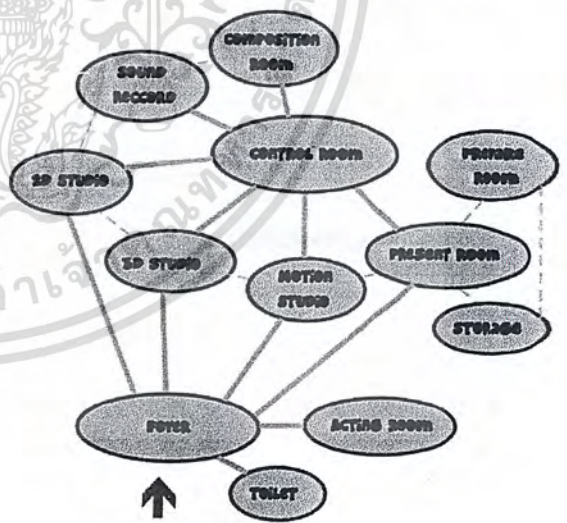 COMPOSITION
ROOM
SOUND
RECCORD
CONTROL ROOM
2D STUDIO
PREPARE
ROOM
3D STUDIO
MOTION
STUDIO
PRESENT ROOM
STORAGE
FOYER
ACTING ROOM
TOILET